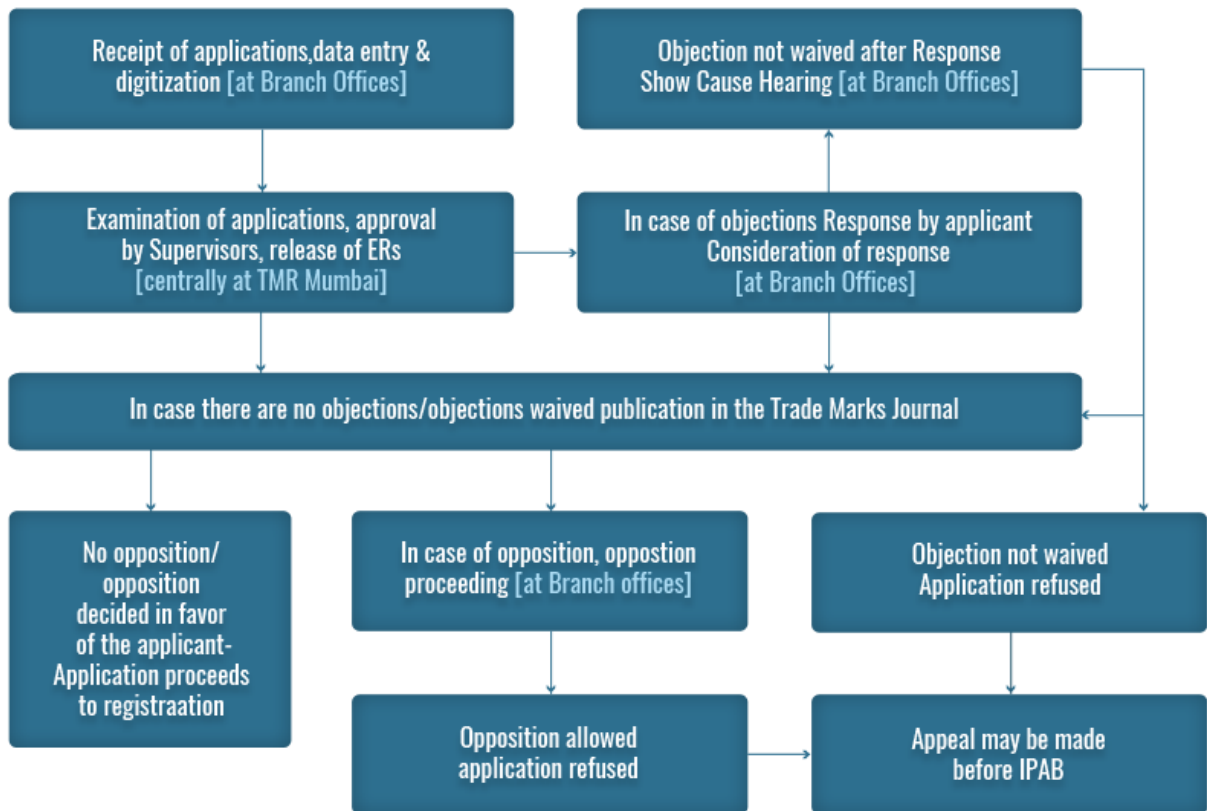 Receipt of applications,data entry &
digitization [at Branch Offices]
Objection not waived after Response
Show Cause Hearing [at Branch Offices]
Examination of applications, approval
by Supervisors, release of ERs
[centrally at TMR Mumbai]
In case of objections Response by applicant
Consideration of response
[at Branch Offices]
In case there are no objections/objections waived publication in the Trade Marks Journal
No opposition/
opposition
decided in favor
of the applicant-
Application proceeds
to registraation
In case of opposition, oppostion
proceeding [at Branch offices]
Objection not waived
Application refused
Opposition allowed
application refused
Appeal may be made
before IPAB